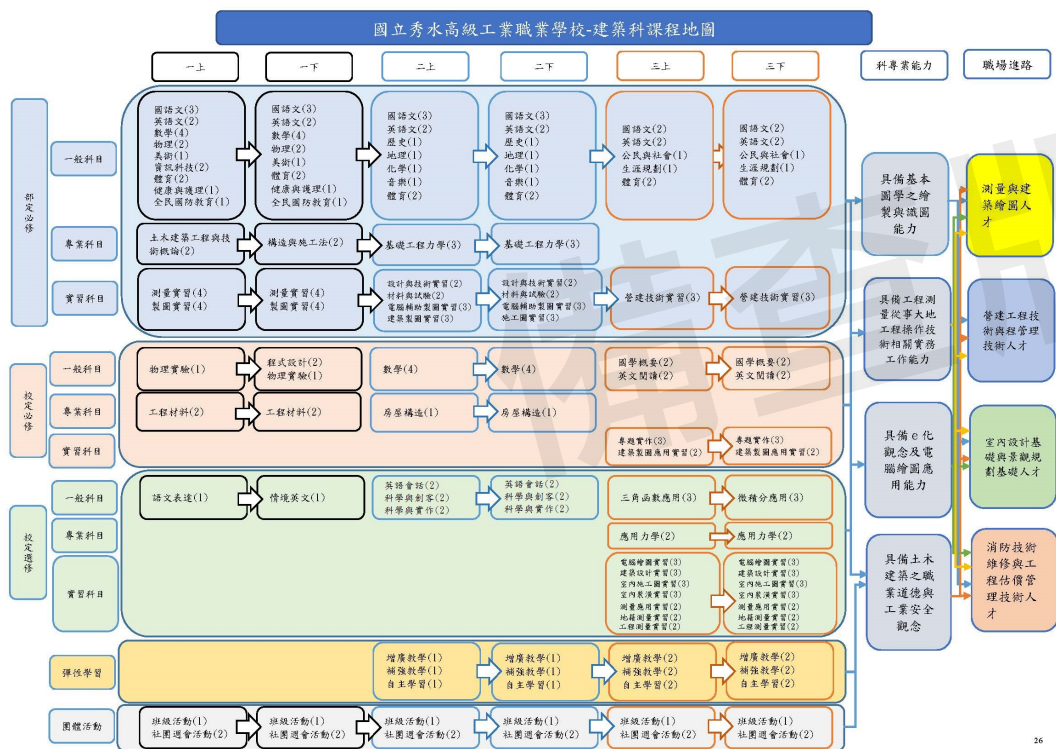 國立秀水高級工業職業學校-建築科課程地圖
一上
一下
二上
二下
三上
三下
科專業能力
職場進路
部定必修
一般科目
國語文(3)
英語文(2)
數學(4)
物理(2)
美術(1)
資訊科技(2)
體育(2)
健康與護理(1)
全民國防教育(1)
國語文(3)
英語文(2)
數學(4)
物理(2)
美術(1)
體育(2)
健康與護理(1)
全民國防教育(1)
國語文(3)
英語文(2)
歷史(1)
地理(1)
化學(1)
音樂(1)
體育(2)
國語文(3)
英語文(2)
歷史(1)
地理(1)
化學(1)
音樂(1)
體育(2)
國語文(2)
英語文(2)
公民與社會(1)
生涯規劃(1)
體育(2)
國語文(2)
英語文(2)
公民與社會(1)
生涯規劃(1)
體育(2)
專業科目
土木建築工程與技
術概論(2)
構造與施工法(2)
基礎工程力學(3)
基礎工程力學(3)
實習科目
測量實習(4)
製圖實習(4)
測量實習(4)
製圖實習(4)
設計與技術實習(2)
材料與試驗(2)
電腦輔助製圖實習(3)
建築製圖實習(3)
設計與技術實習(2)
材料與試驗(2)
電腦輔助製圖實習(3)
施工圖實習(3)
營建技術實習(3)
營建技術實習(3)
校定必修
一般科目
物理實驗(1)
程式設計(2)
物理實驗(1)
數學(4)
數學(4)
國學概要(2)
英文閱讀(2)
國學概要(2)
英文閱讀(2)
專業科目
工程材料(2)
工程材料(2)
房屋構造(1)
房屋構造(1)
實習科目
專題實作(3)
建築製圖應用實習(2)
專題實作(3)
建築製圖應用實習(2)
校定選修
一般科目
語文表達(1)
情境英文(1)
英語會話(2)
科學與創客(2)
科學與實作(2)
英語會話(2)
科學與創客(2)
科學與實作(2)
三角函數應用(3)
微積分應用(3)
專業科目
應用力學(2)
應用力學(2)
實習科目
電腦繪圖實習(3)
建築設計實習(3)
室內施工圖實習(3)
室內裝潢實習(3)
測量應用實習(2)
地籍測量實習(2)
工程測量實習(2)
電腦繪圖實習(3)
建築設計實習(3)
室內施工圖實習(3)
室內裝潢實習(3)
測量應用實習(2)
地籍測量實習(2)
工程測量實習(2)
彈性學習
增廣教學(1)
補強教學(1)
自主學習(1)
增廣教學(1)
補強教學(1)
自主學習(1)
增廣教學(2)
補強教學(2)
自主學習(2)
增廣教學(2)
補強教學(2)
自主學習(2)
團體活動
班級活動(1)
社團週會活動(2)
班級活動(1)
社團週會活動(2)
班級活動(1)
社團週會活動(2)
班級活動(1)
社團週會活動(2)
班級活動(1)
社團週會活動(2)
班級活動(1)
社團週會活動(2)
具備基本
圖學之繪
製與識圖
能力
具備工程測
量從事大地
工程操作技
術相關實務
工作能力
具備e化
觀念及電
腦繪圖應
用能力
具備土木
建築之職
業道德與
工業安全
觀念
測量與建
築繪圖人
才
營建工程技
術與程管理
技術人才
室內設計基
礎與景觀規
劃基礎人才
消防技術
維修與工
程估價管
理技術人
才
備查
26